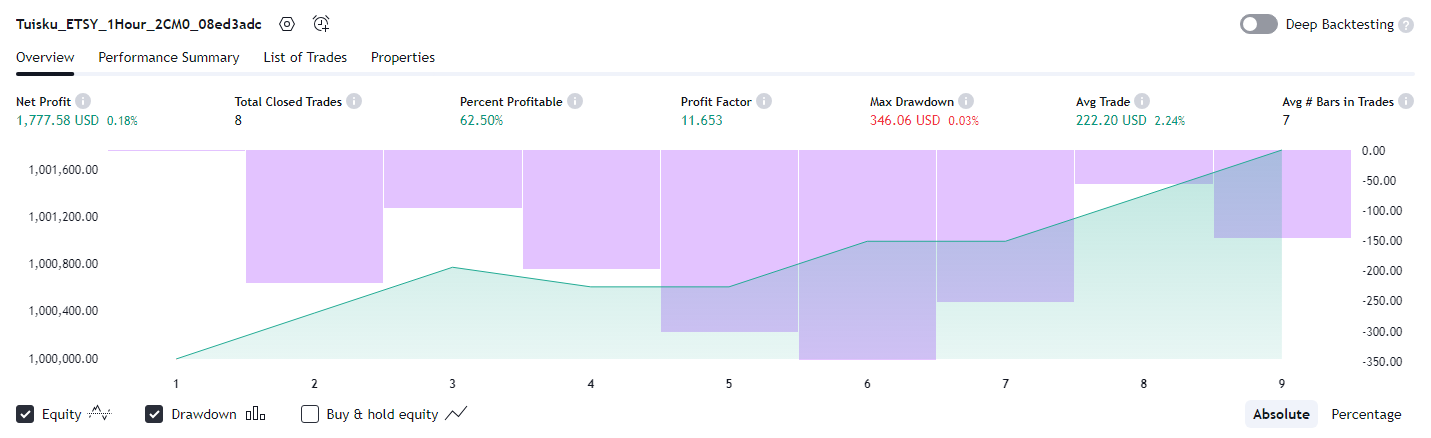 Tuisku_ETSY_1Hour_2CM0_08ed3adc Deep Backtesting ?
Overview Performance Summary List of Trades Properties
Net Profit Total Closed Trades Percent Profitable Profit Factor Max Drawdown Avg Trade Avg # Bars in Trades
1,777.58 USD 0.18% 8 62.50% 11.653 346.06 USD 0.03% 222.20 USD 2.24% 7
0.00
1,001,600.00
-50.00
1,001,200.00 -100.00
-150.00
1,000,800.00 -200.00
-250.00
1,000,400.00
-300.00
1,000,000.00 -350.00
1 2 3 4 5 6 7 8 9
Equity Drawdown Buy & hold equity Absolute Percentage